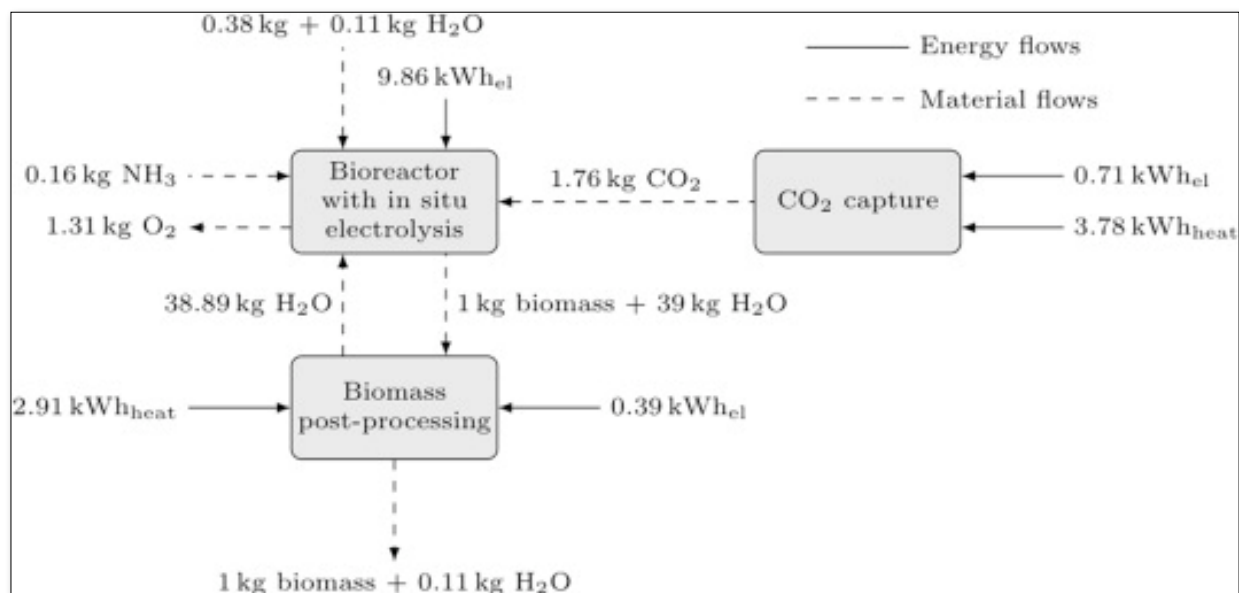 0.38 kg + 0.11 kg H₂O
Energy flows
9.86 kWhₑₗ
Material flows
0.16 kg NH₃
Bioreactor
with in situ
electrolysis
1.76 kg CO₂
CO₂ capture
0.71 kWhₑₗ
1.31 kg O₂
3.78 kWhheat
38.89 kg H₂O
1 kg biomass + 39 kg H₂O
2.91 kWhheat
Biomass
post-processing
0.39 kWhₑₗ
1 kg biomass + 0.11 kg H₂O